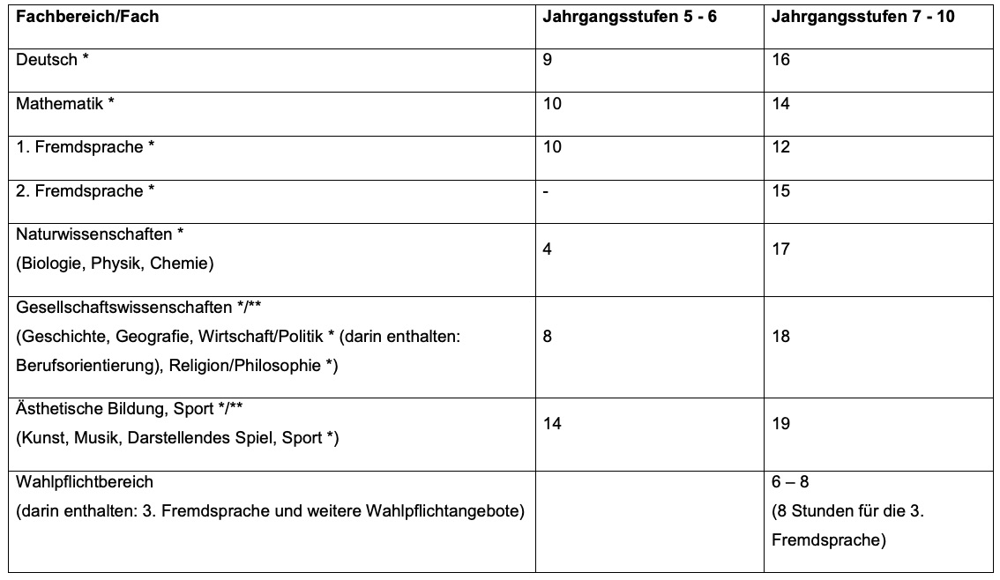 Fachbereich/Fach Jahrgangsstufen 5 - 6 Jahrgangsstufen 7 - 10
Deutsch * 9 16
Mathematik * 10 14
1. Fremdsprache * 10 12
2. Fremdsprache * - 15
Naturwissenschaften *
(Biologie, Physik, Chemie) 4 17
Gesellschaftswissenschaften */**
(Geschichte, Geografie, Wirtschaft/Politik * (darin enthalten: 8 18
Berufsorientierung), Religion/Philosophie *)
Ästhetische Bildung, Sport */**
(Kunst, Musik, Darstellendes Spiel, Sport *) 14 19
Wahlpflichtbereich 6 – 8
(darin enthalten: 3. Fremdsprache und weitere Wahlpflichtangebote) (8 Stunden für die 3.
Fremdsprache)